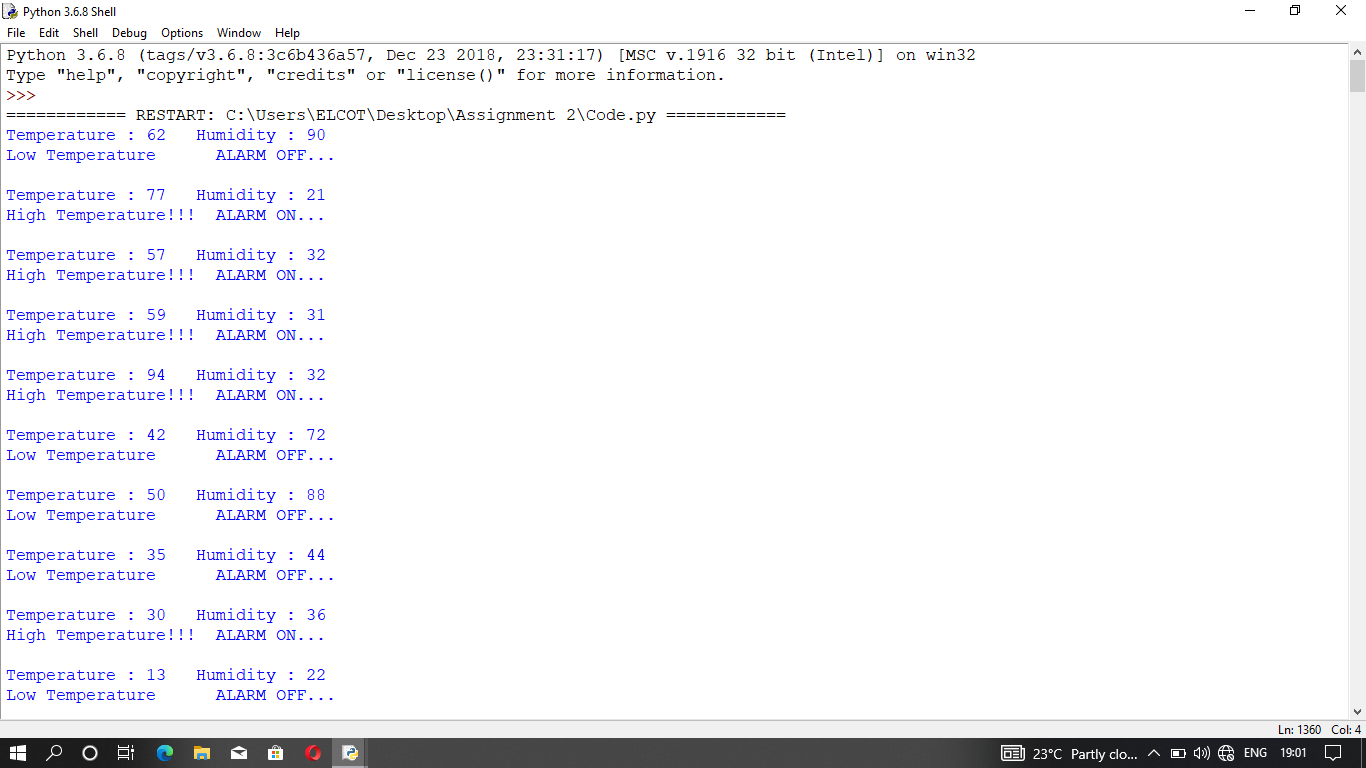 Python 3.6.8 Shell
File Edit Shell Debug Options Window Help
Python 3.6.8 (tags/v3.6.8:3c6b436a57, Dec 23 2018, 23:31:17) [MSC v.1916 32 bit (Intel)] on win32
Type "help", "copyright", "credits" or "license()" for more information.
>>>
============ RESTART: C:\Users\ELCOT\Desktop\Assignment 2\Code.py ============
Temperature : 62   Humidity : 90
Low Temperature      ALARM OFF...

Temperature : 77   Humidity : 21
High Temperature!!!  ALARM ON...

Temperature : 57   Humidity : 32
High Temperature!!!  ALARM ON...

Temperature : 59   Humidity : 31
High Temperature!!!  ALARM ON...

Temperature : 94   Humidity : 32
High Temperature!!!  ALARM ON...

Temperature : 42   Humidity : 72
Low Temperature      ALARM OFF...

Temperature : 50   Humidity : 88
Low Temperature      ALARM OFF...

Temperature : 35   Humidity : 44
Low Temperature      ALARM OFF...

Temperature : 30   Humidity : 36
High Temperature!!!  ALARM ON...

Temperature : 13   Humidity : 22
Low Temperature      ALARM OFF...
Ln: 1360 Col: 4
23°C Partly clo... ENG 19:01